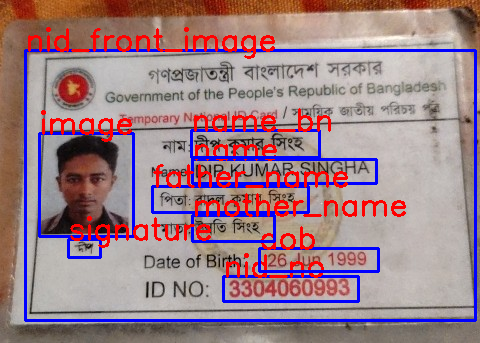 nid_front_image
গণপ্রজাতন্ত্রী বাংলাদেশ সরকার
Government of the People's Republic of Bangladesh
Temporary National ID Card / সাময়িক জাতীয় পরিচয় পত্র
image
name_bn
নাম: দীপ কুমার সিংহ
name
Name: DIP KUMAR SINGHA
father_name
পিতা: কুমার সিংহ
mother_name
মাতা: সিংহ
signature
দীপ
dob
Date of Birth: 26 Jun 1999
nid_no
ID NO: 3304060993